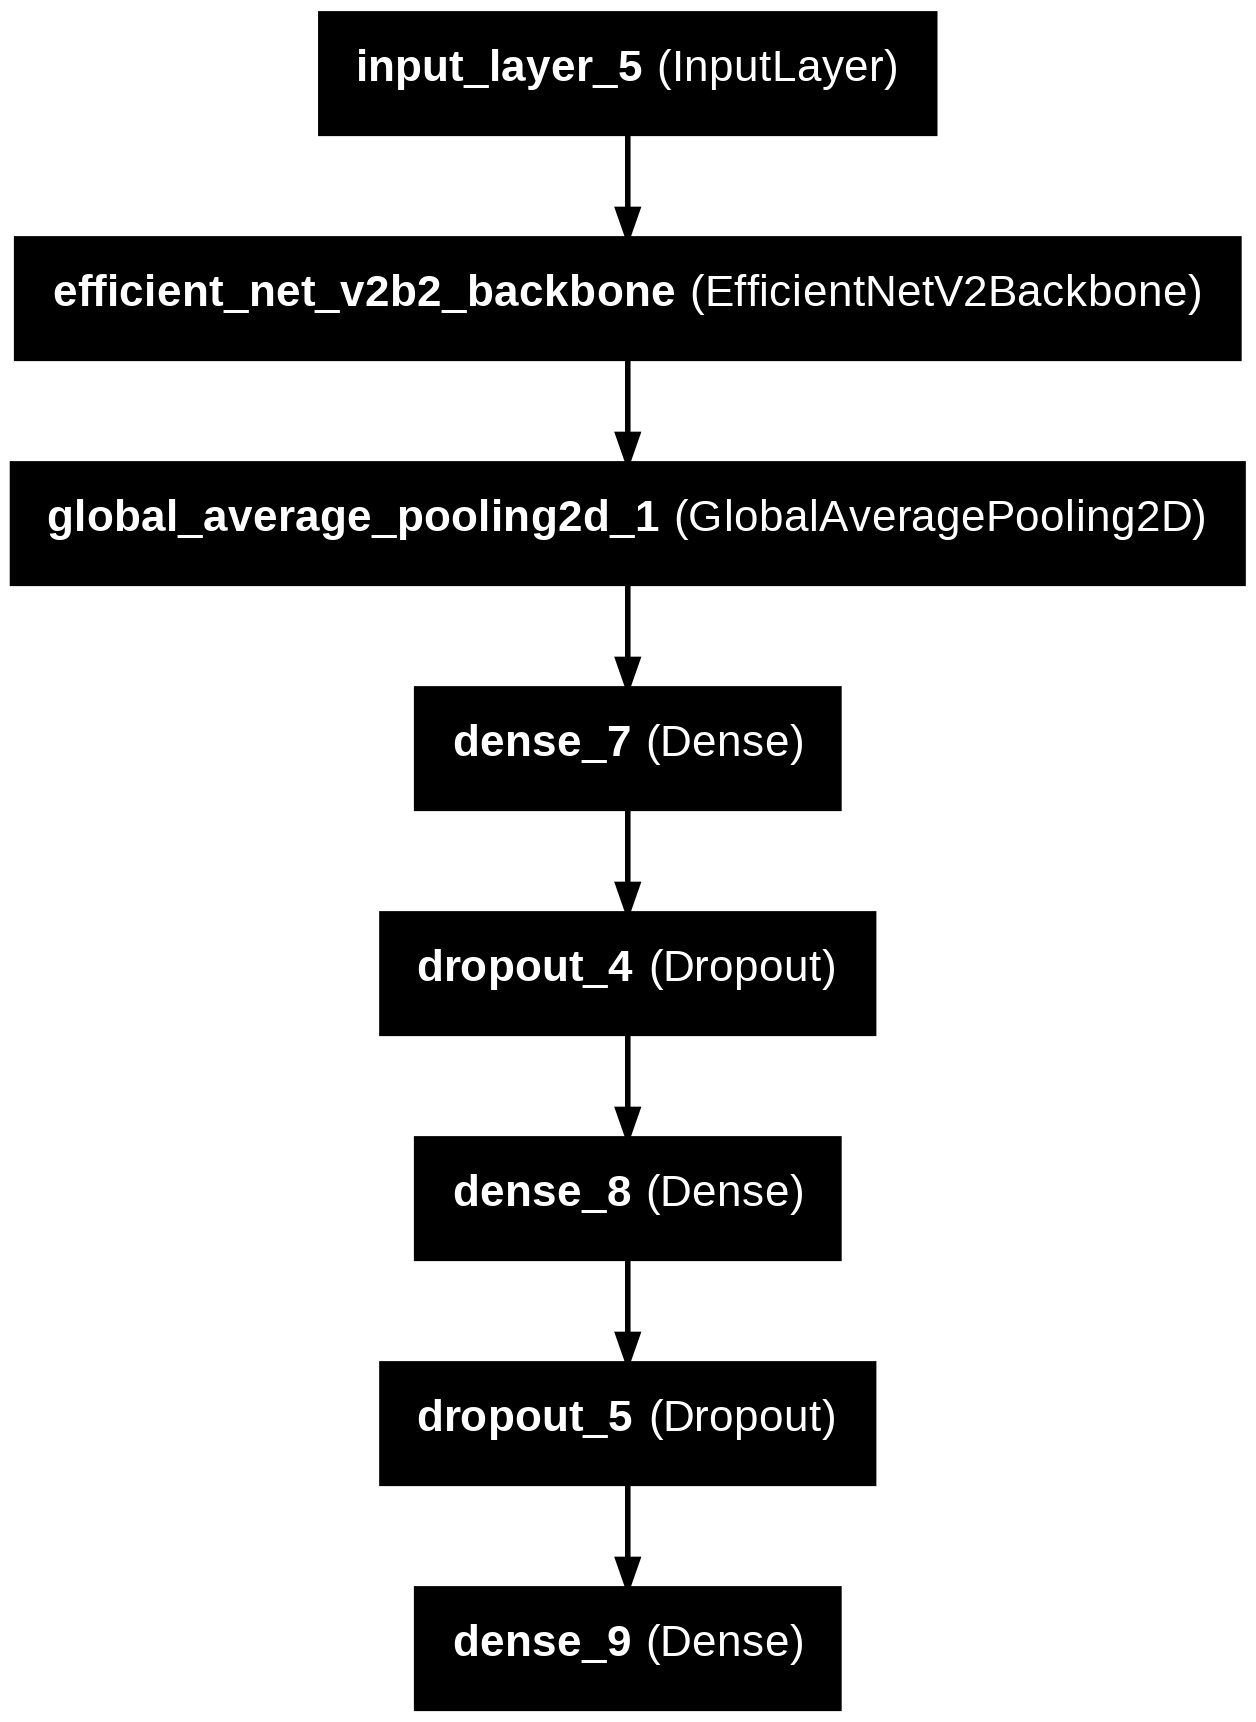 input_layer_5 (InputLayer)
efficient_net_v2b2_backbone (EfficientNetV2Backbone)
global_average_pooling2d_1 (GlobalAveragePooling2D)
dense_7 (Dense)
dropout_4 (Dropout)
dense_8 (Dense)
dropout_5 (Dropout)
dense_9 (Dense)